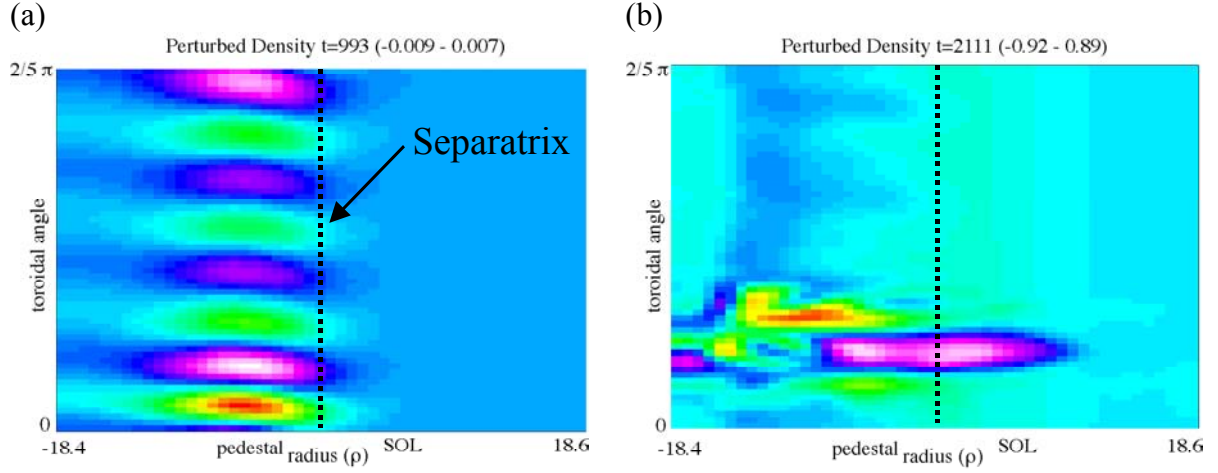 (a)
Perturbed Density t=993 (-0.009 - 0.007)
2/5 π
Separatrix
toroidal angle
0
-18.4 pedestal radius (ρ) SOL 18.6
(b)
Perturbed Density t=2111 (-0.92 - 0.89)
2/5 π
toroidal angle
0
-18.4 pedestal radius (ρ) SOL 18.6